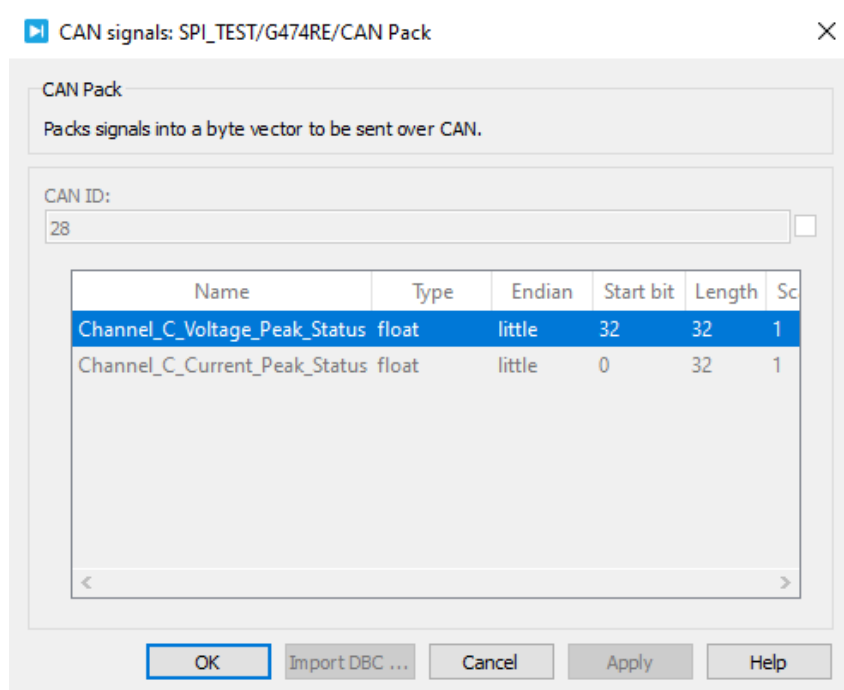 CAN signals: SPI_TEST/G474RE/CAN Pack
CAN Pack
Packs signals into a byte vector to be sent over CAN.
CAN ID:
28
Name Type Endian Start bit Length Sc
Channel_C_Voltage_Peak_Status float little 32 32 1
Channel_C_Current_Peak_Status float little 0 32 1
OK Import DBC ... Cancel Apply Help